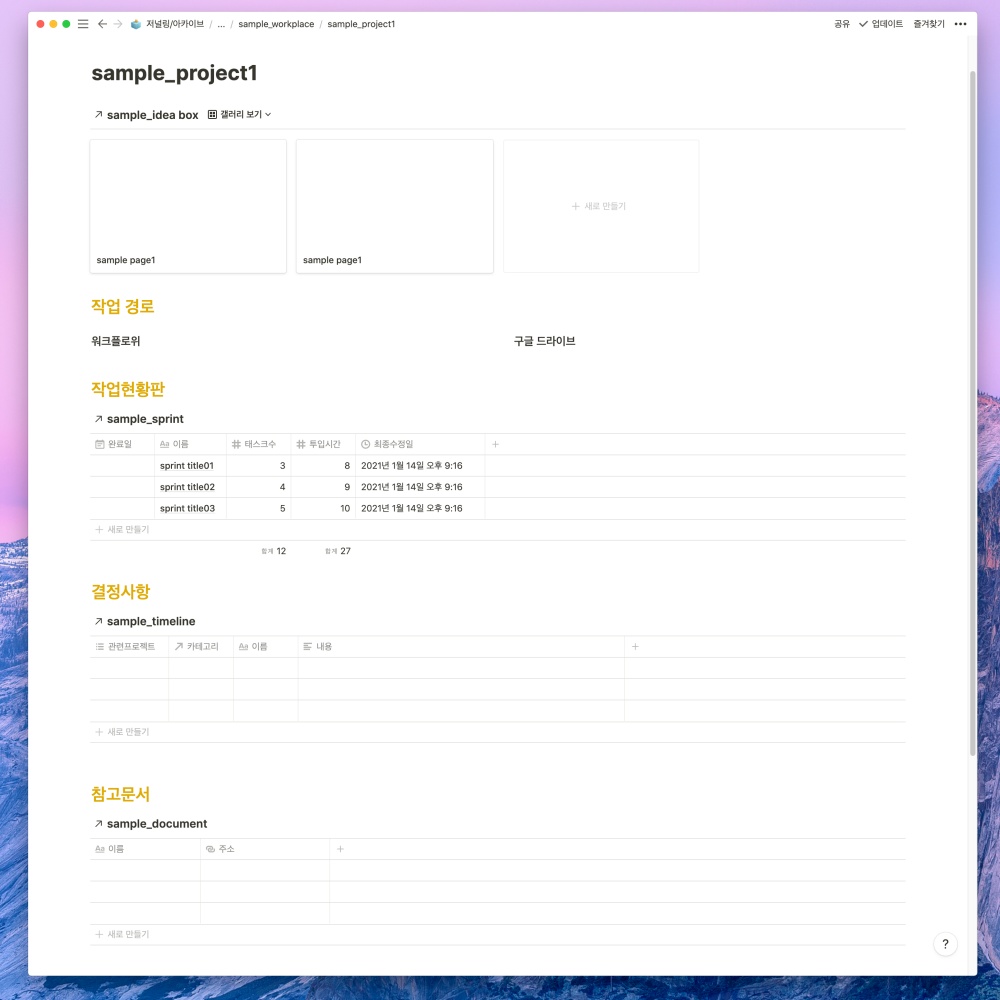 저널림/아카이브 / ... / sample_workplace / sample_project1 공유 업데이트 즐겨찾기
sample_project1
sample_idea box 갤러리 보기
sample page1 sample page1 + 새로 만들기
작업 경로
워크플로위 구글 드라이브
작업현황판
sample_sprint
완료일 Aa 이름 # 태스크수 # 투입시간 최종수정일 +
sprint title01 3 8 2021년 1월 14일 오후 9:16
sprint title02 4 9 2021년 1월 14일 오후 9:16
sprint title03 5 10 2021년 1월 14일 오후 9:16
+ 새로 만들기
합계 12 합계 27
결정사항
sample_timeline
관련프로젝트 카테고리 Aa 이름 내용 +
+ 새로 만들기
참고문서
sample_document
Aa 이름 주소 +
+ 새로 만들기
?